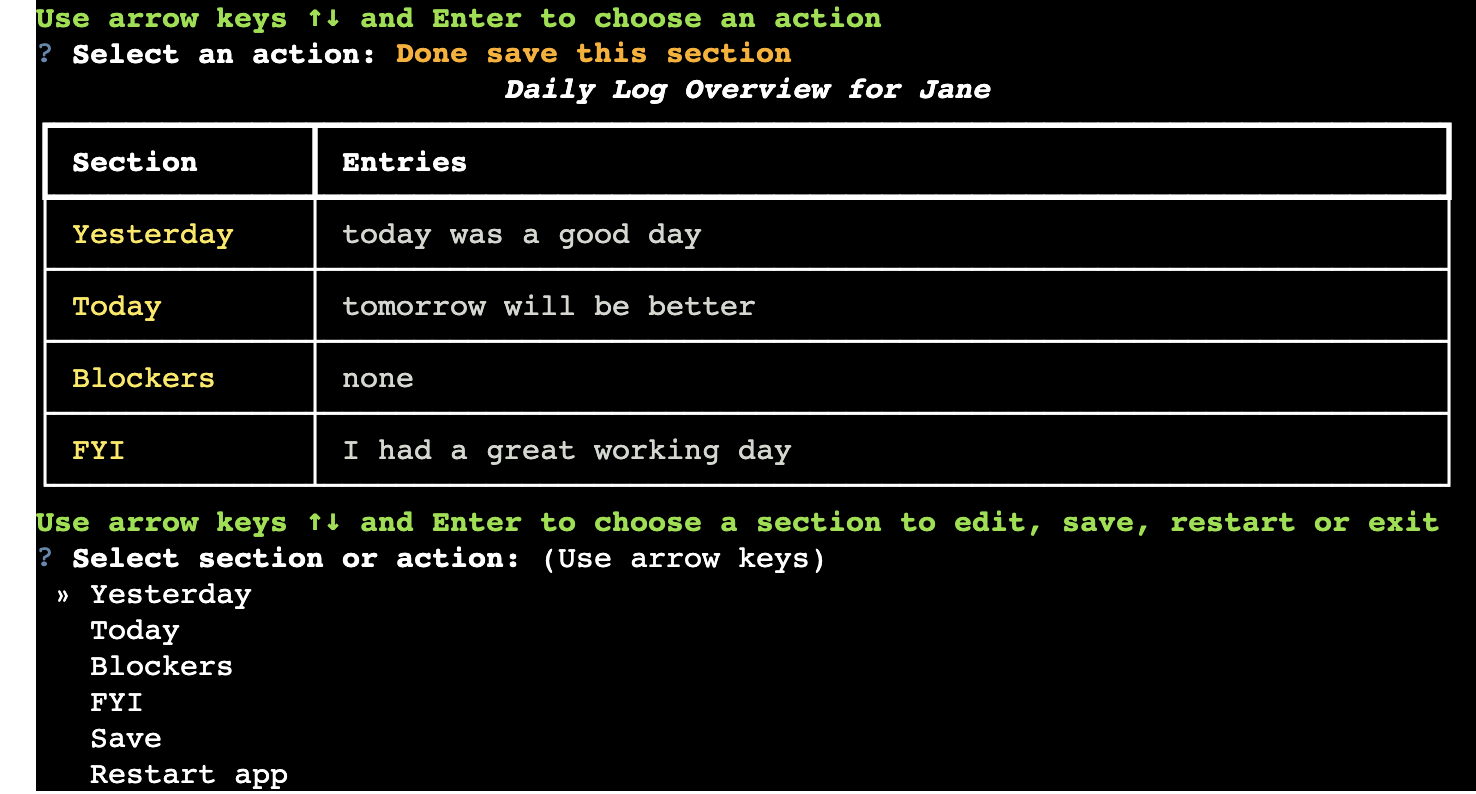 Use arrow keys ↑↓ and Enter to choose an action
? Select an action: Done save this section
Daily Log Overview for Jane
Section Entries
Yesterday today was a good day
Today tomorrow will be better
Blockers none
FYI I had a great working day
Use arrow keys ↑↓ and Enter to choose a section to edit, save, restart or exit
? Select section or action: (Use arrow keys)
» Yesterday
Today
Blockers
FYI
Save
Restart app